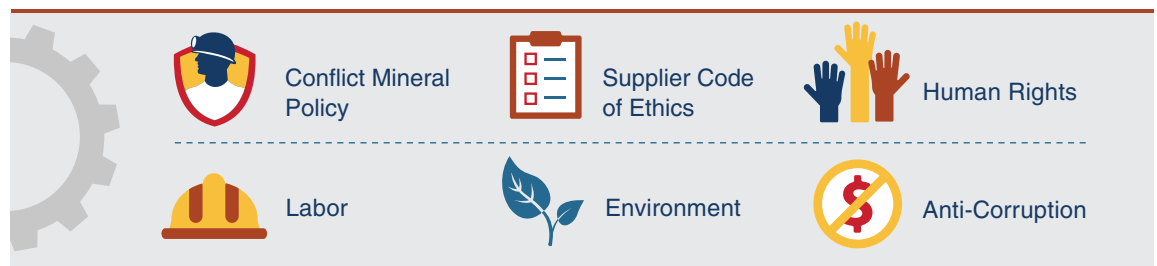 Conflict Mineral
Policy
Supplier Code
of Ethics
Human Rights
Labor
Environment
Anti-Corruption